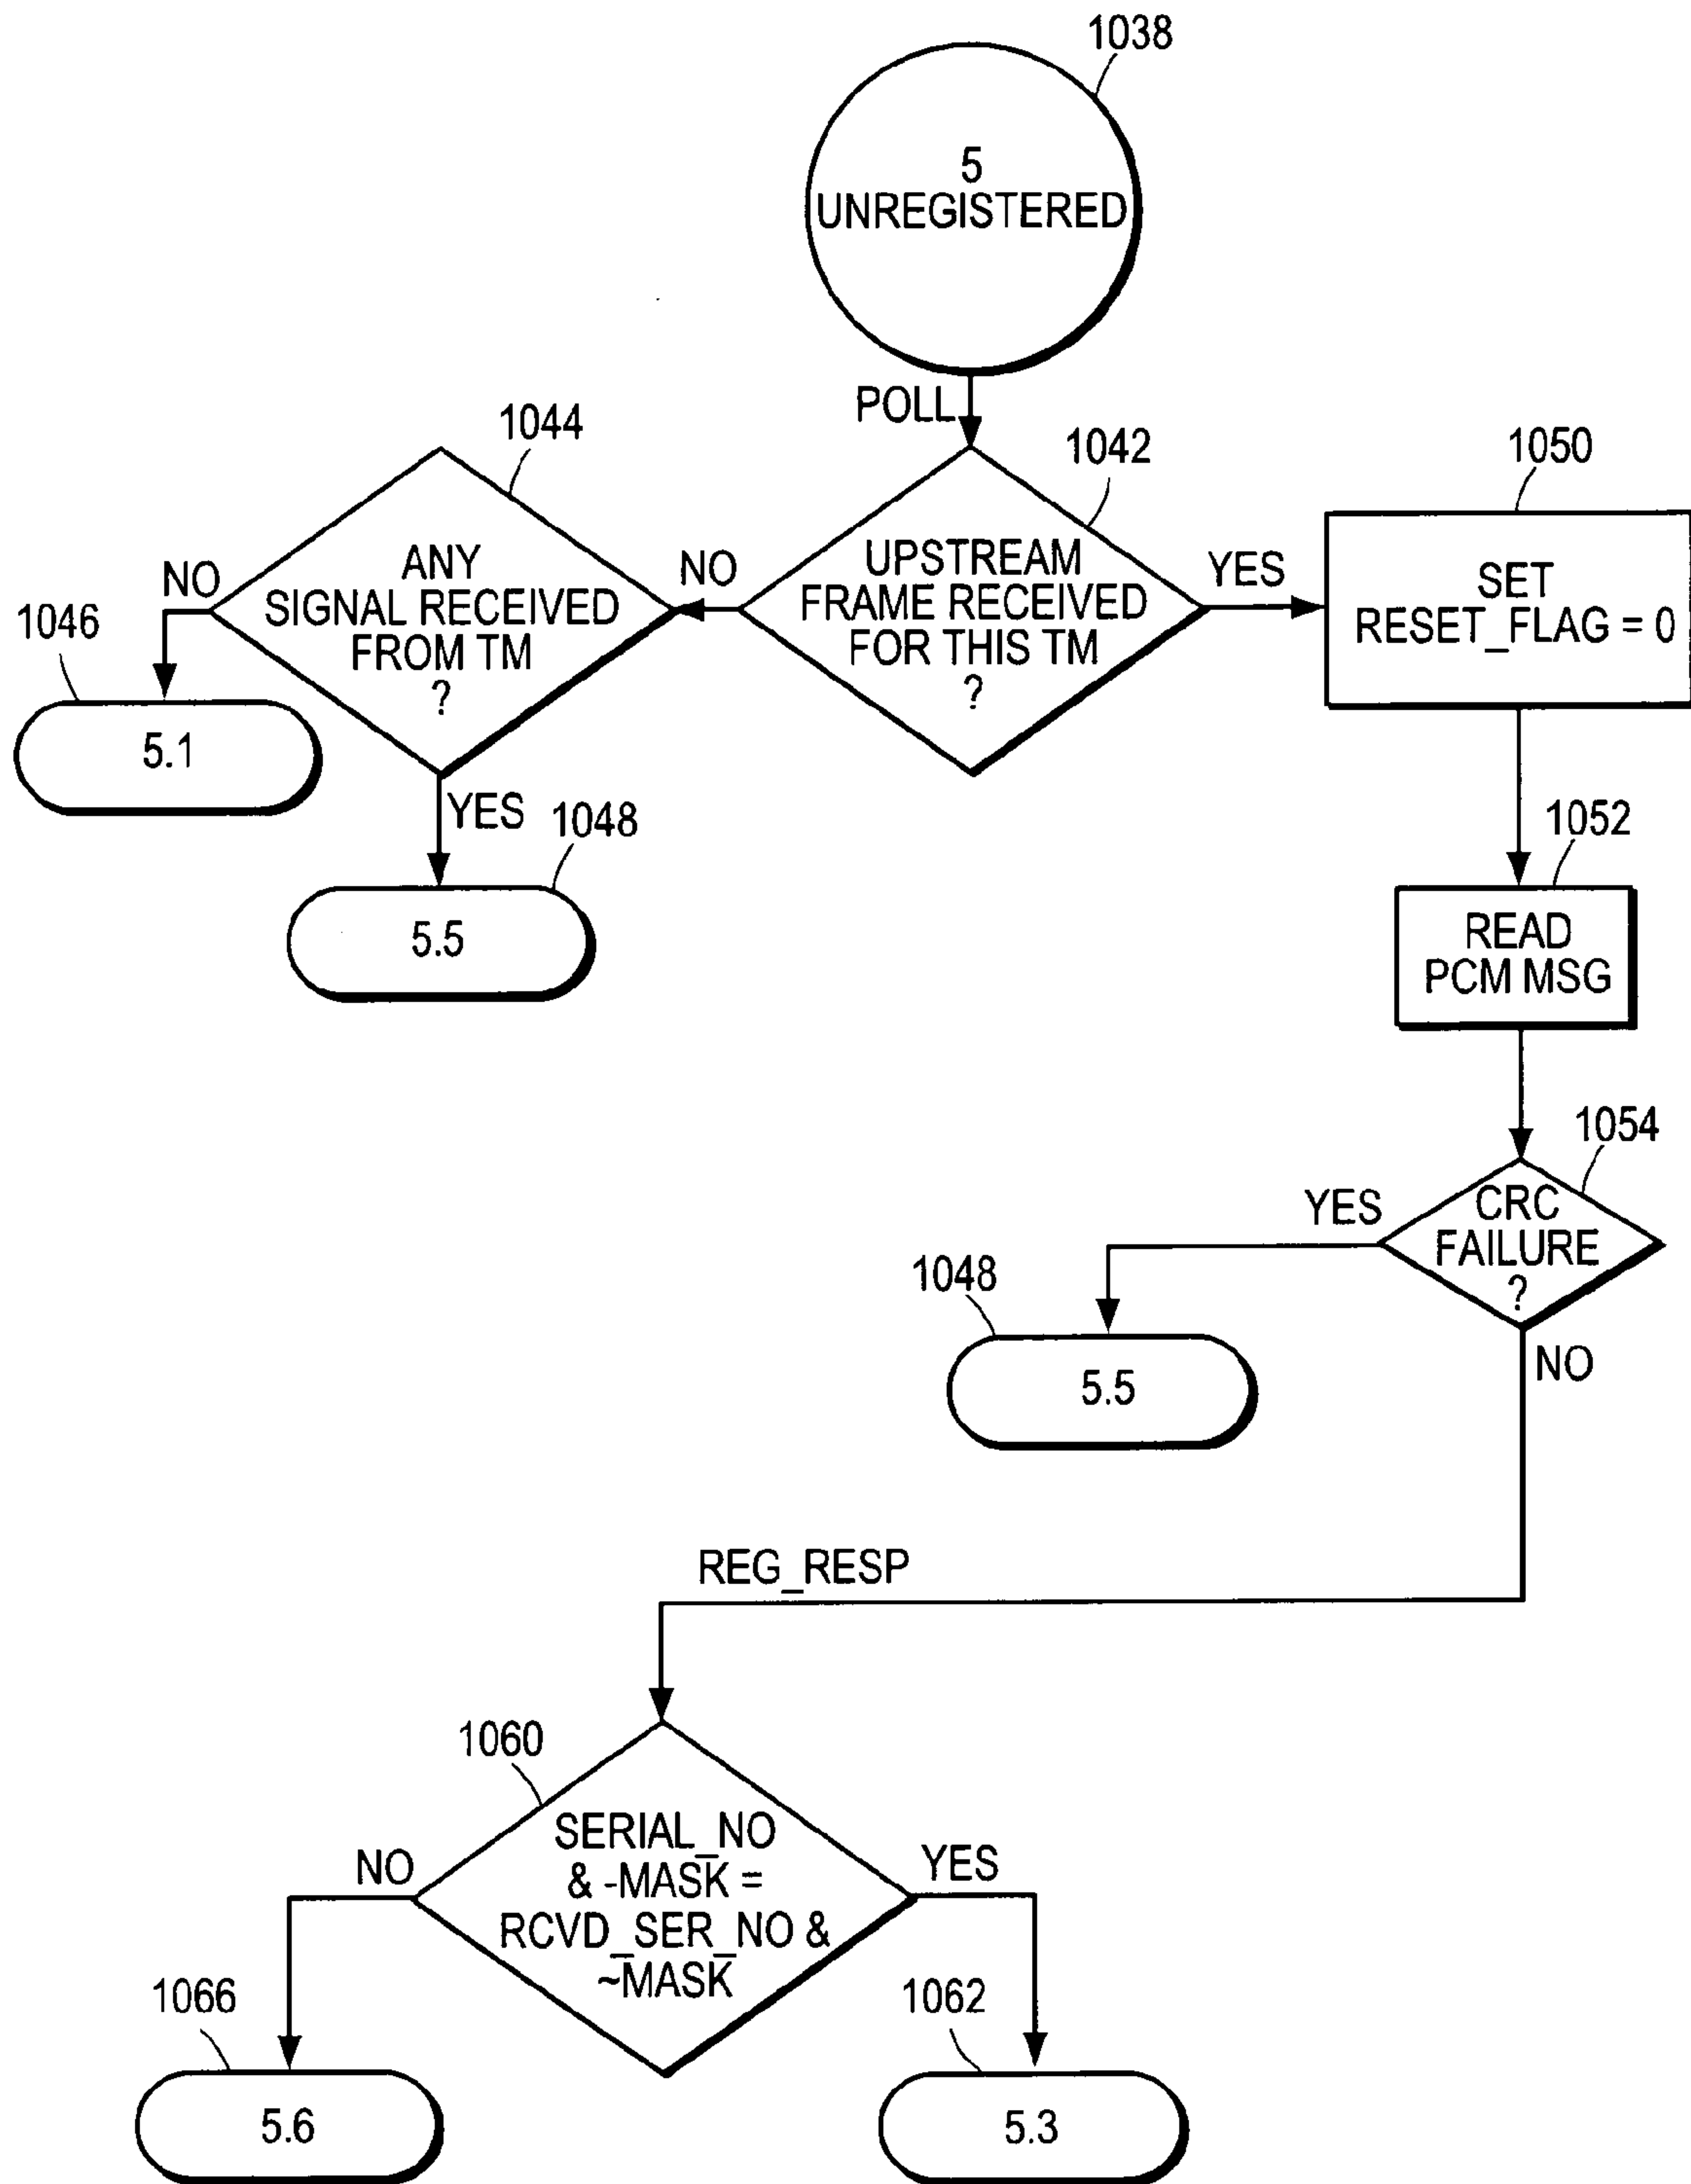 1038
5
UNREGISTERED
POLL
1044
1042
1050
NO
ANY
SIGNAL RECEIVED
FROM TM
?
NO
UPSTREAM
FRAME RECEIVED
FOR THIS TM
?
YES
SET
RESET_FLAG = 0
1046
5.1
YES
1048
5.5
1052
READ
PCM MSG
1054
YES
CRC
FAILURE
?
1048
5.5
NO
REG_RESP
1060
NO
SERIAL_NO
& -MASK =
RCVD_SER_NO &
~MASK
YES
1066
1062
5.6
5.3